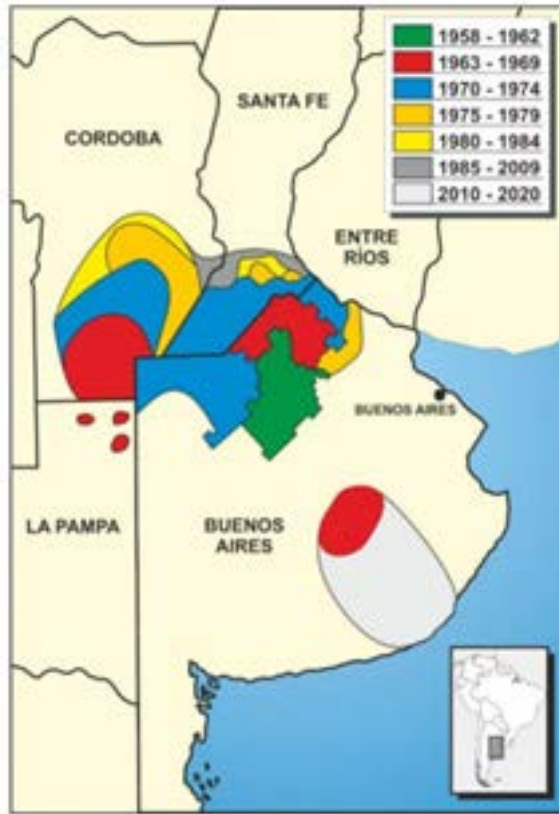 1958 - 1962
1963 - 1969
1970 - 1974
1975 - 1979
1980 - 1984
1985 - 2009
2010 - 2020
SANTA FE
CORDOBA
ENTRE
RÍOS
BUENOS AIRES
LA PAMPA
BUENOS
AIRES